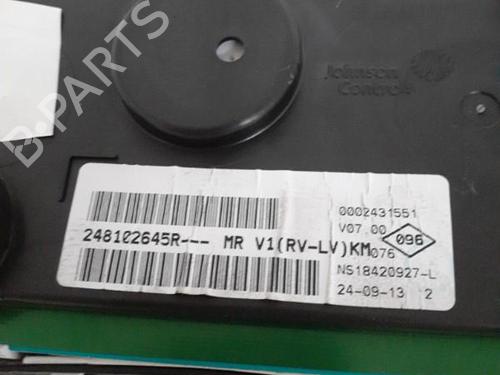 B-PARTS
Johnson
Controls
248102645R--- MR V1(RV-LV)KM
0002431551
V07 00
096
076
NS18420927-L
24-09-13 2